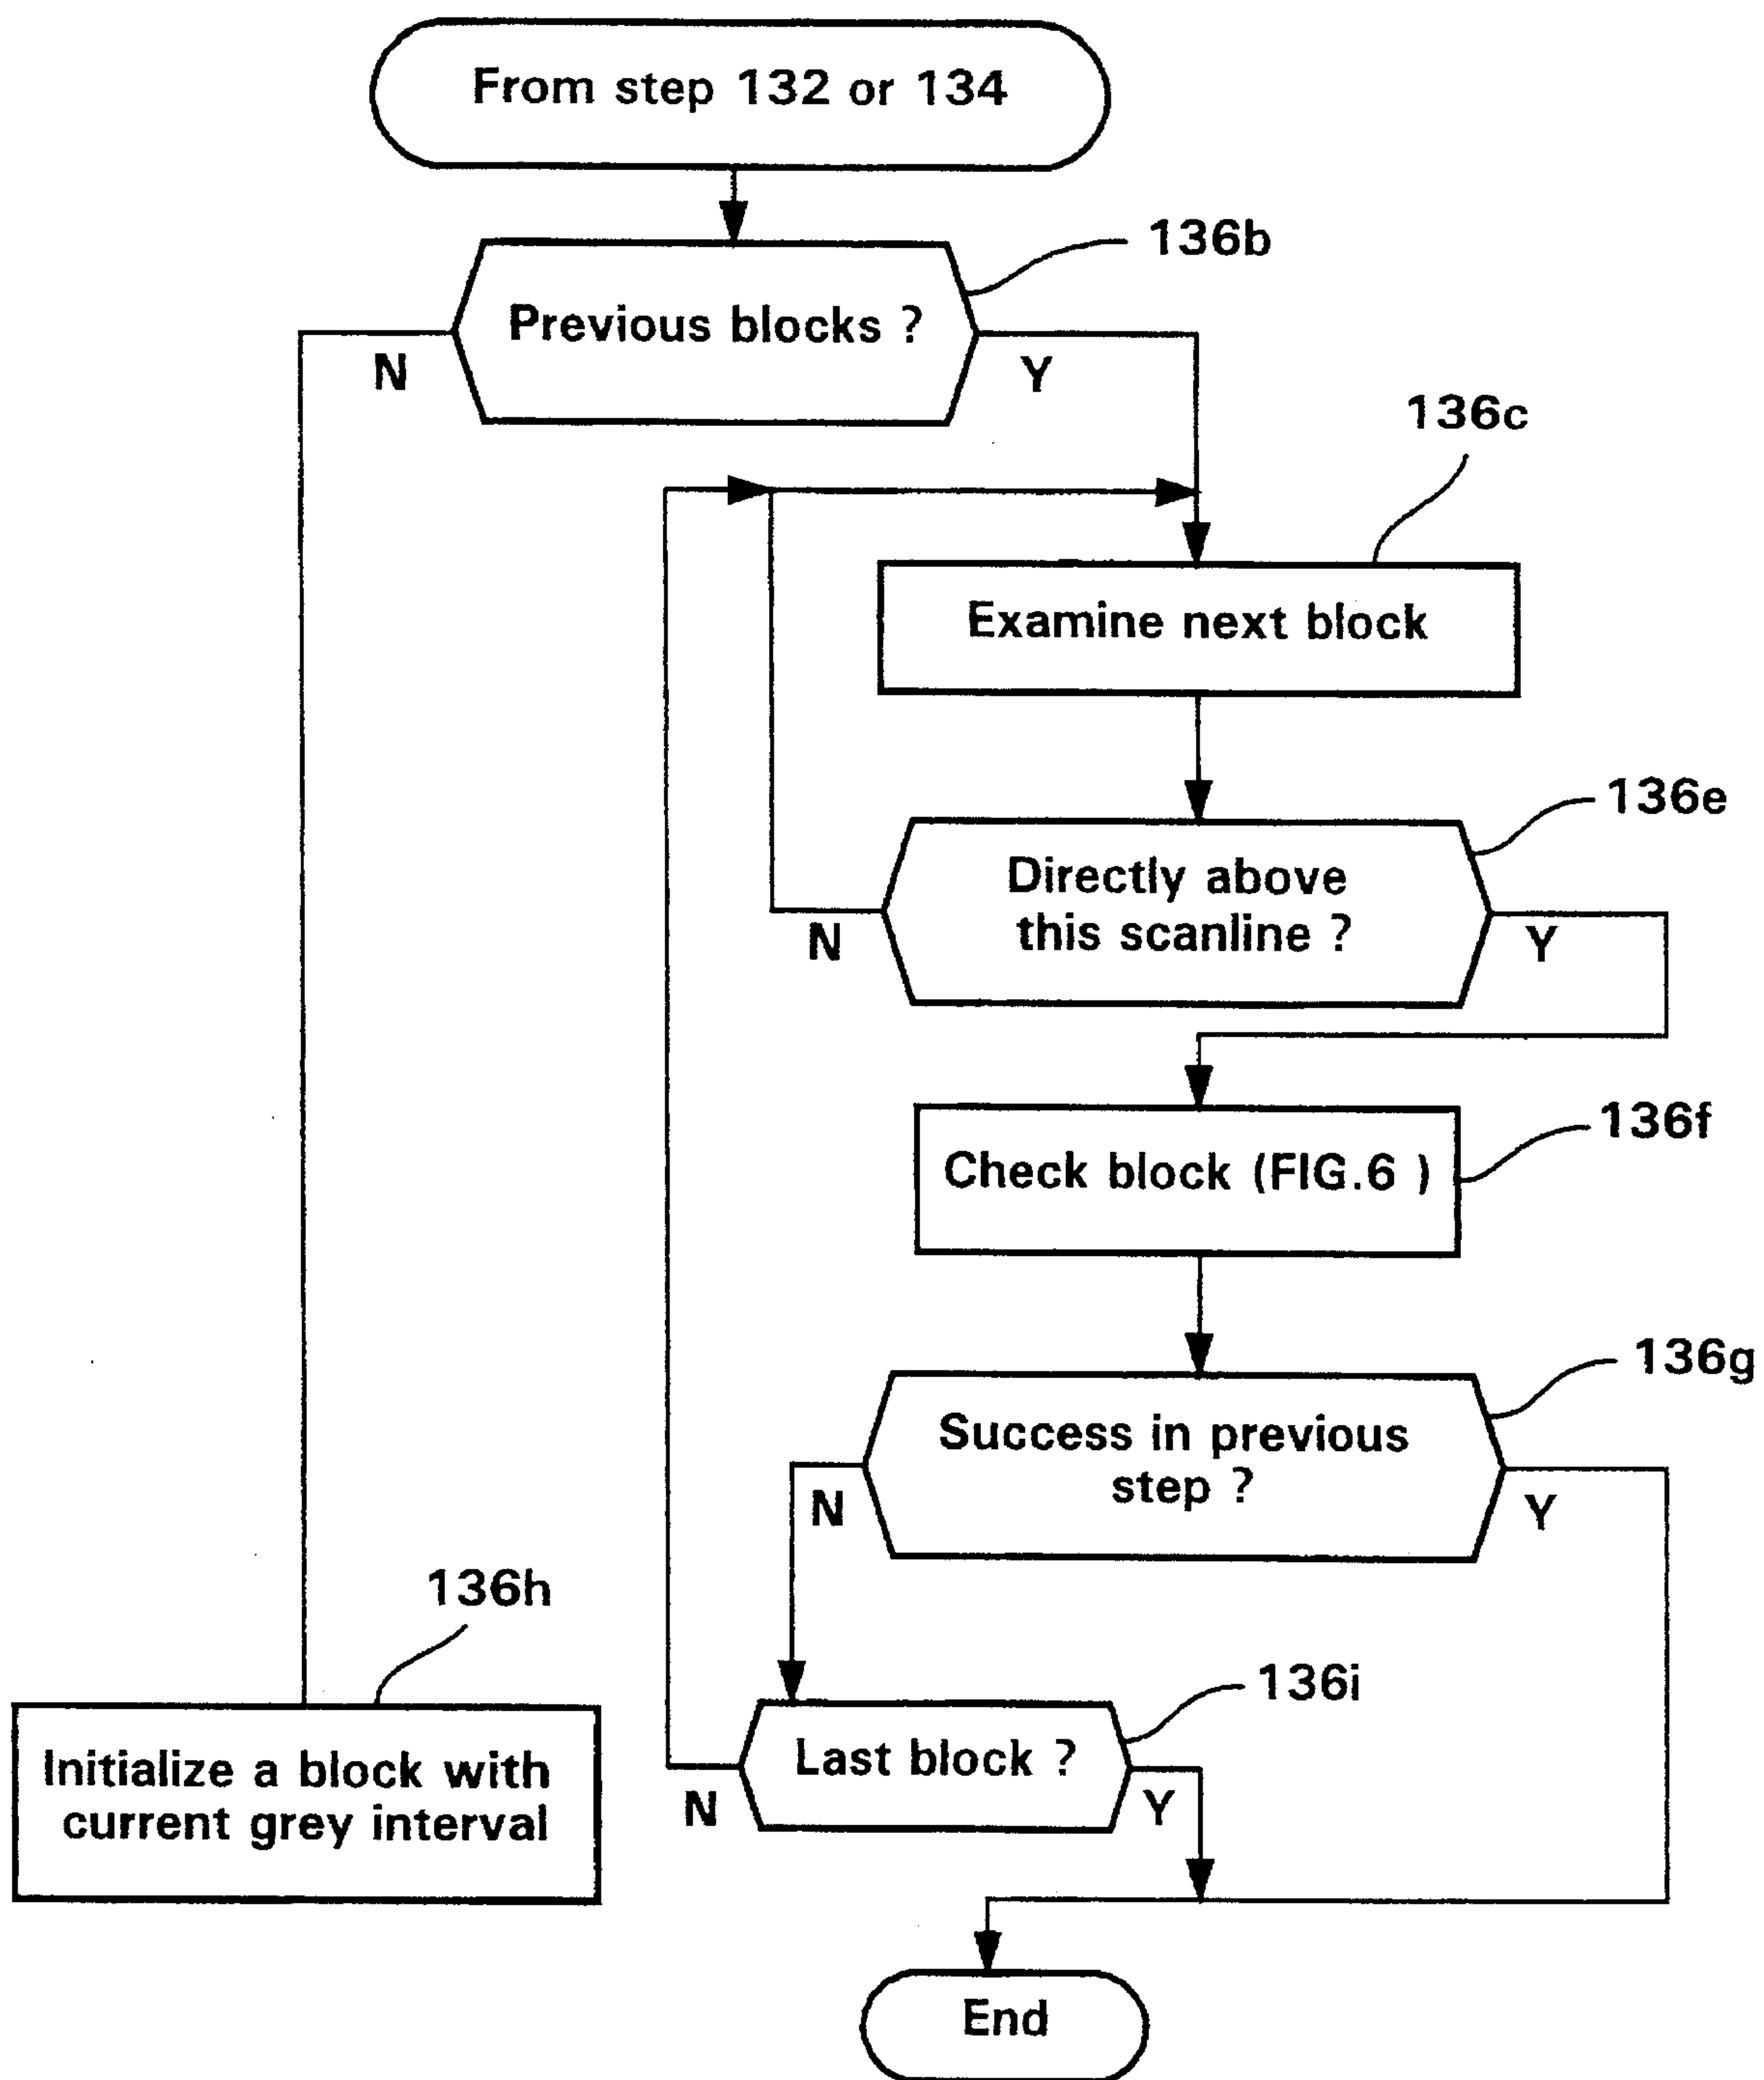 From step 132 or 134
136b
Previous blocks ?
N
Y
136c
Examine next block
136e
Directly above
this scanline ?
N
Y
136f
Check block (FIG.6 )
136g
Success in previous
step ?
N
Y
136h
136i
Initialize a block with
current grey interval
Last block ?
N
Y
End